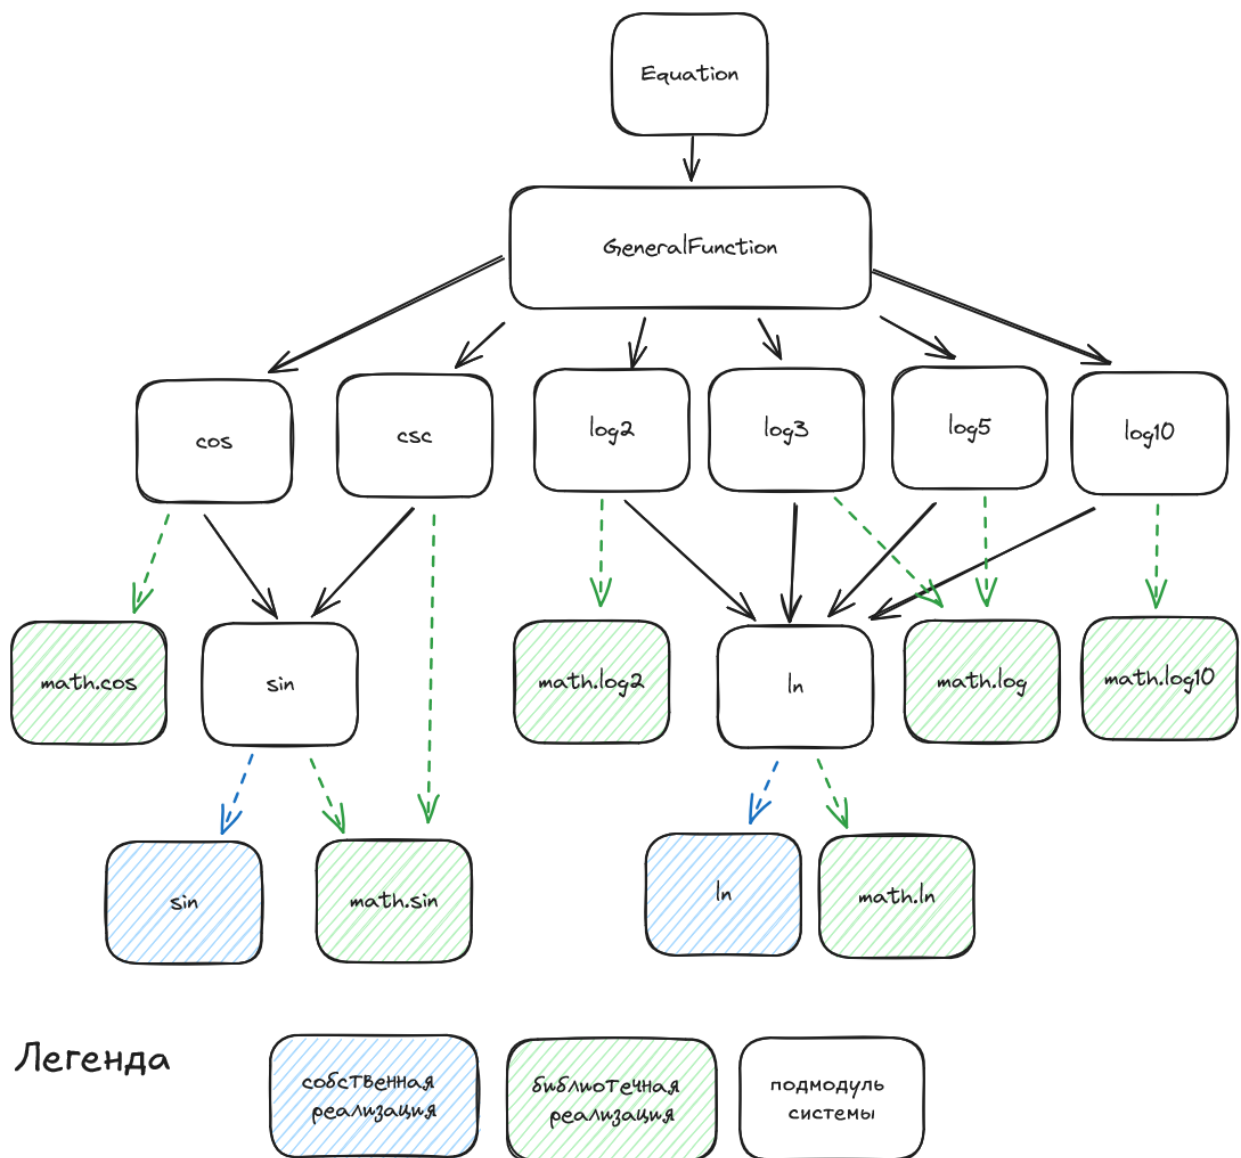 Equation
GeneralFunction
cos
csc
log2
log3
log5
log10
math.cos
sin
math.log2
ln
math.log
math.log10
sin
math.sin
ln
math.ln
Легенда
собственная
реализация
библиотечная
реализация
подмодуль
системы